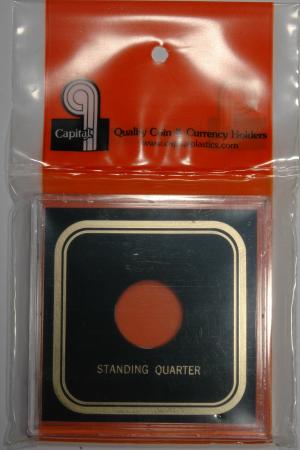 Capital
Quality Coin & Currency Holders
www.capitalplastics.com
STANDING QUARTER